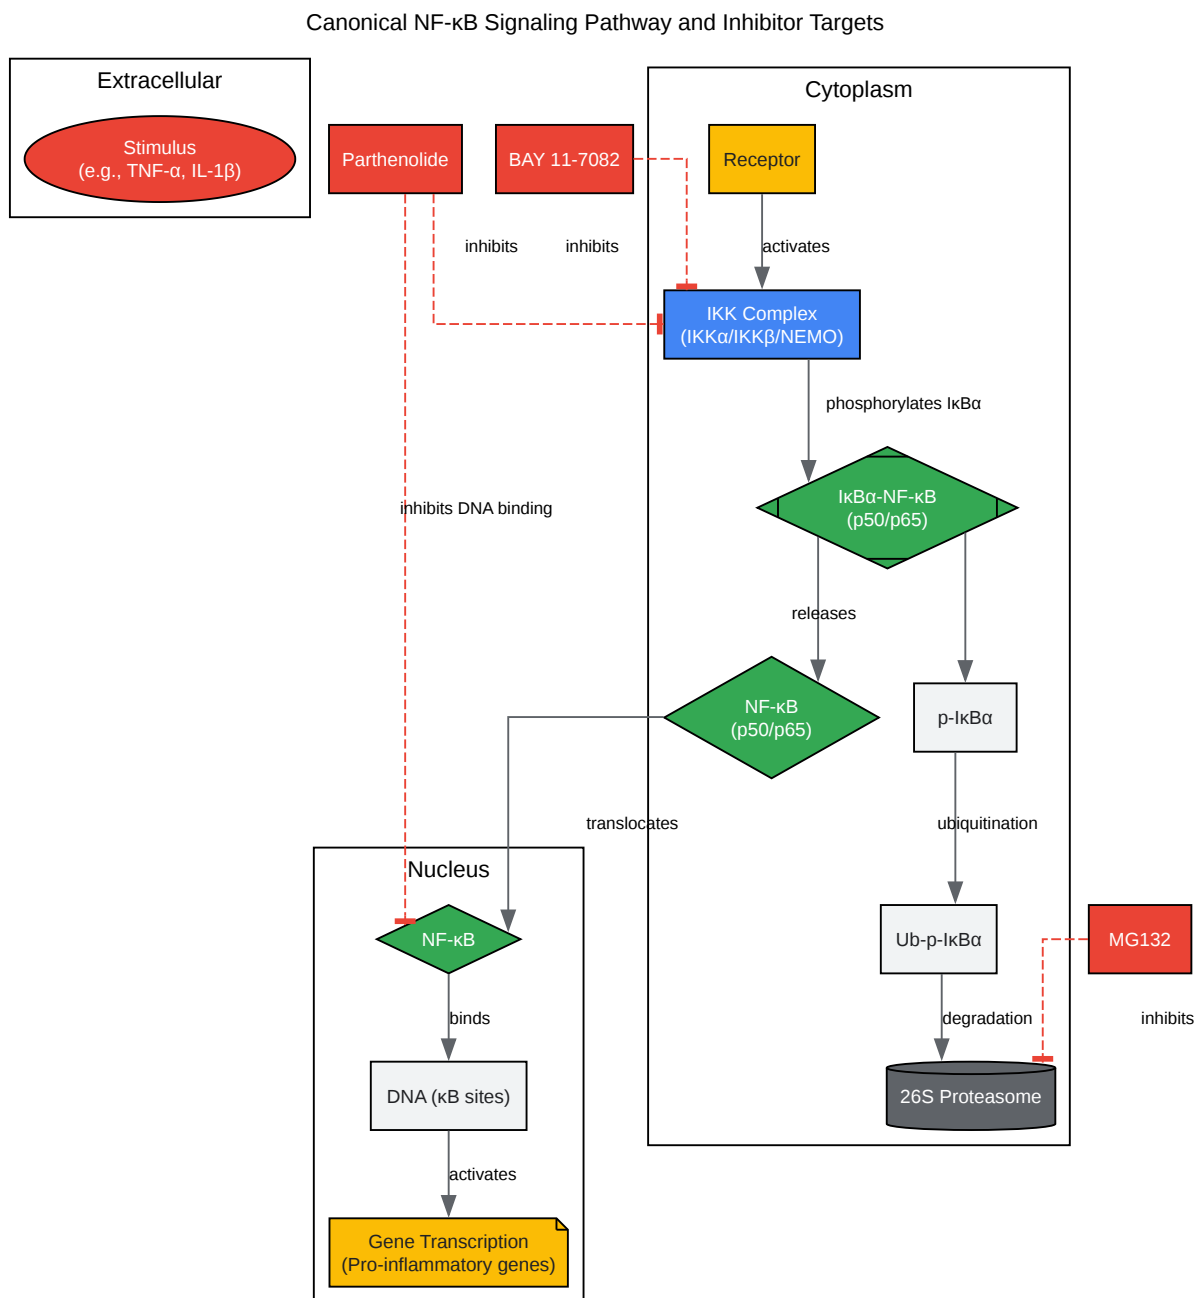 Canonical NF-κB Signaling Pathway and Inhibitor Targets
Extracellular
Cytoplasm
Stimulus
(e.g., TNF-α, IL-1β)
Parthenolide
BAY 11-7082
Receptor
inhibits
inhibits
activates
IKK Complex
(IKKα/IKKβ/NEMO)
phosphorylates IκBα
IκBα-NF-κB
(p50/p65)
inhibits DNA binding
releases
NF-κB
(p50/p65)
p-IκBα
translocates
ubiquitination
Nucleus
NF-κB
Ub-p-IκBα
MG132
binds
degradation
inhibits
DNA (κB sites)
26S Proteasome
activates
Gene Transcription
(Pro-inflammatory genes)